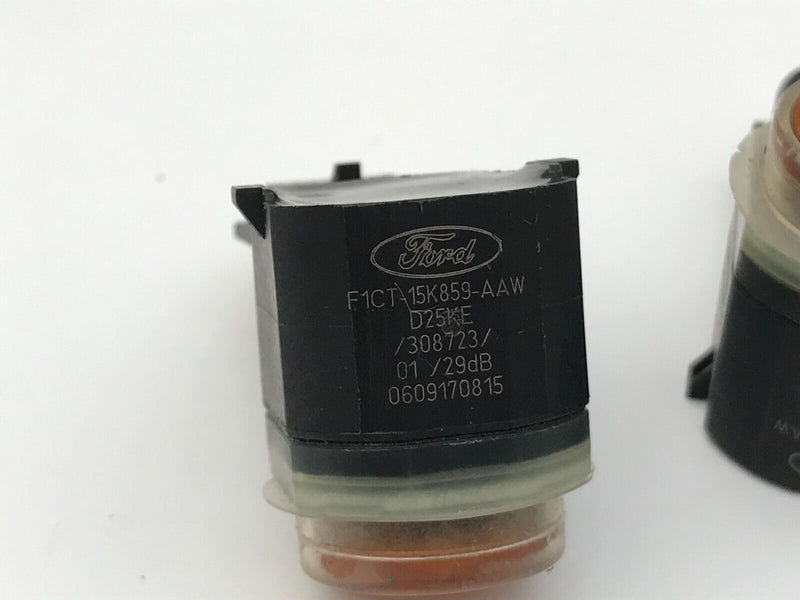 Ford
F1CT-15K859-AAW
D25KE
/308723/
01 /29dB
0609170815